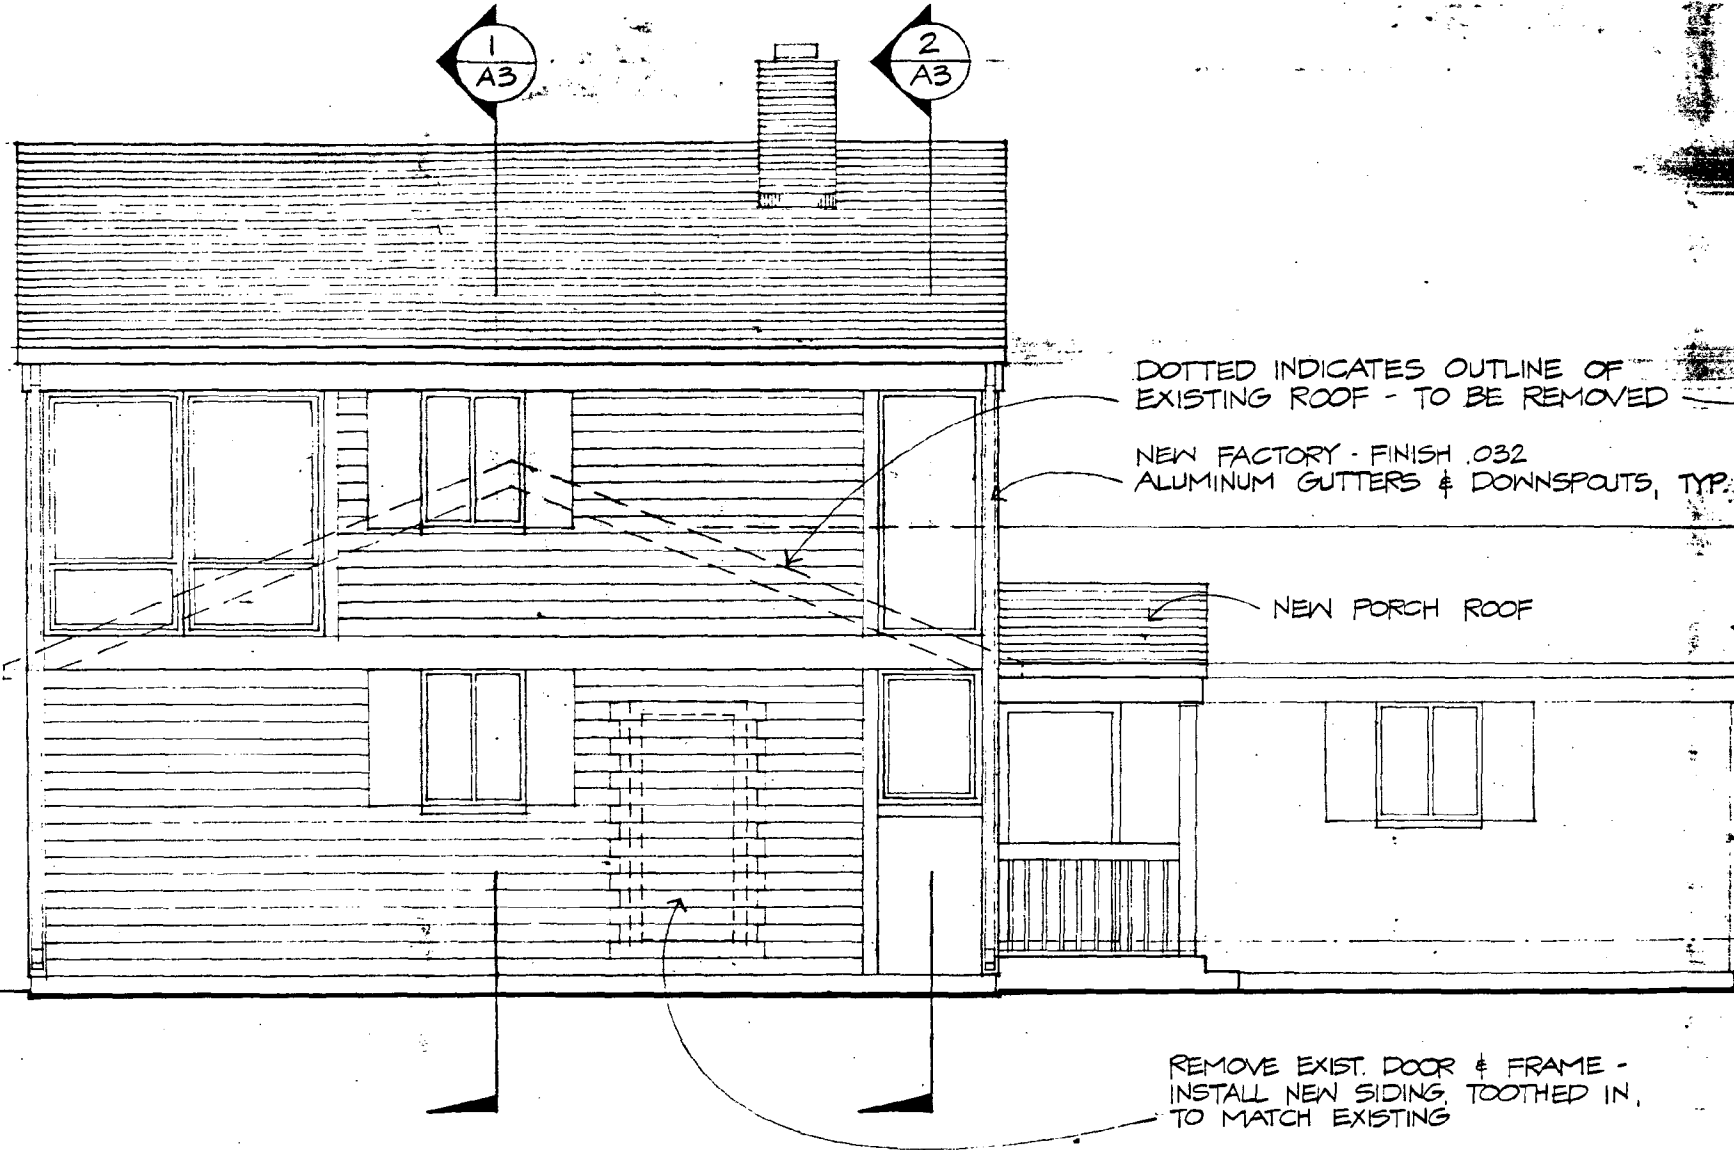 1
A3
2
A3
DOTTED INDICATES OUTLINE OF
EXISTING ROOF - TO BE REMOVED
NEW FACTORY - FINISH .032
ALUMINUM GUTTERS & DOWNSPOUTS, TYP.
NEW PORCH ROOF
REMOVE EXIST. DOOR & FRAME -
INSTALL NEW SIDING, TOOTHED IN,
TO MATCH EXISTING